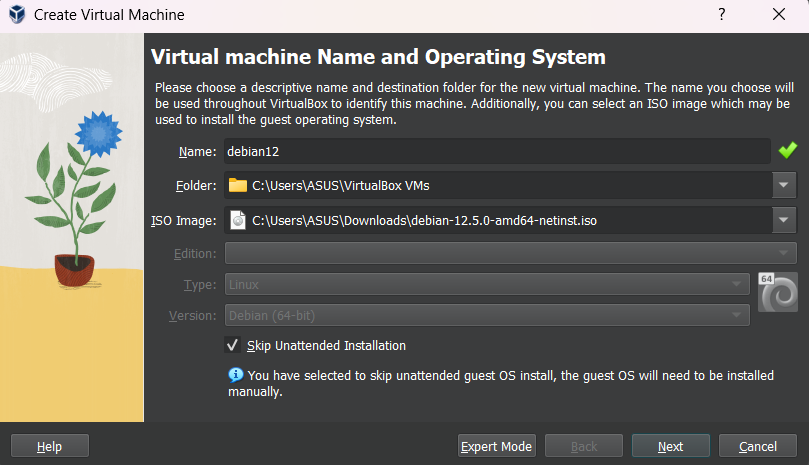 Create Virtual Machine
?
Virtual machine Name and Operating System
Please choose a descriptive name and destination folder for the new virtual machine. The name you choose will
be used throughout VirtualBox to identify this machine. Additionally, you can select an ISO image which may be
used to install the guest operating system.
Name: debian12
Folder: C:\Users\ASUS\VirtualBox VMs
ISO Image: C:\Users\ASUS\Downloads\debian-12.5.0-amd64-netinst.iso
Edition:
Type: Linux
64
Version: Debian (64-bit)
Skip Unattended Installation
You have selected to skip unattended guest OS install, the guest OS will need to be installed
manually.
Help Expert Mode Back Next Cancel